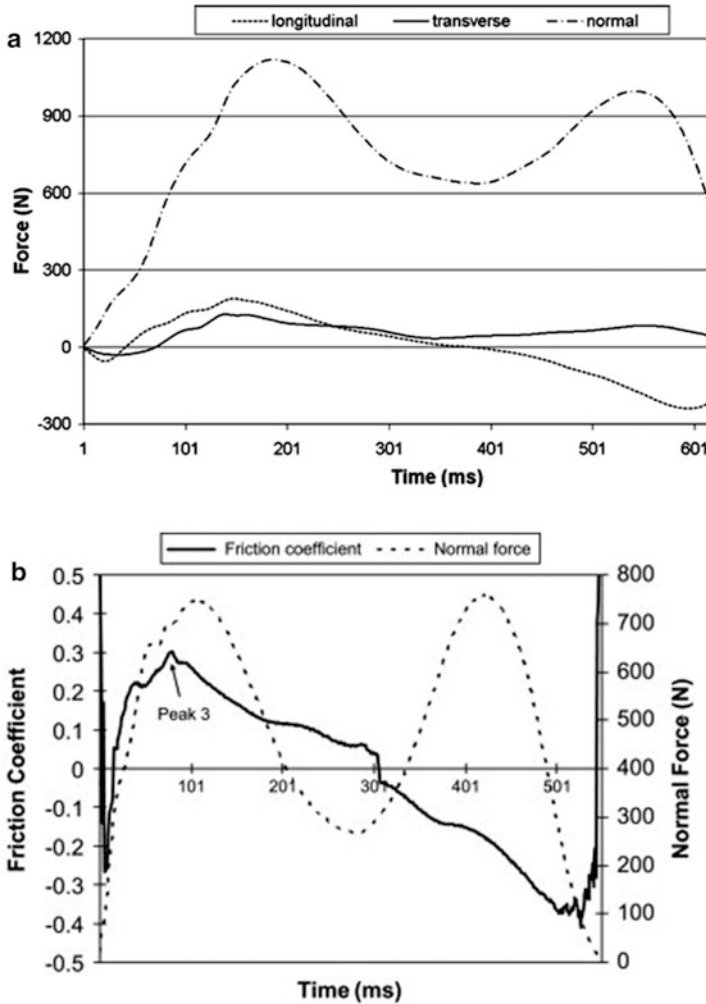 longitudinal transverse normal
a
1200
900
600
300
0
-300
Force (N)
1 101 201 301 401 501 601
Time (ms)
Friction coefficient Normal force
b
0.5 800
0.4 700
0.3 600
0.2 500
0.1
0 400
-0.1 300
-0.2 200
-0.3
-0.4 100
-0.5 0
Peak 3
101 201 301 401 501
Friction Coefficient
Normal Force (N)
Time (ms)